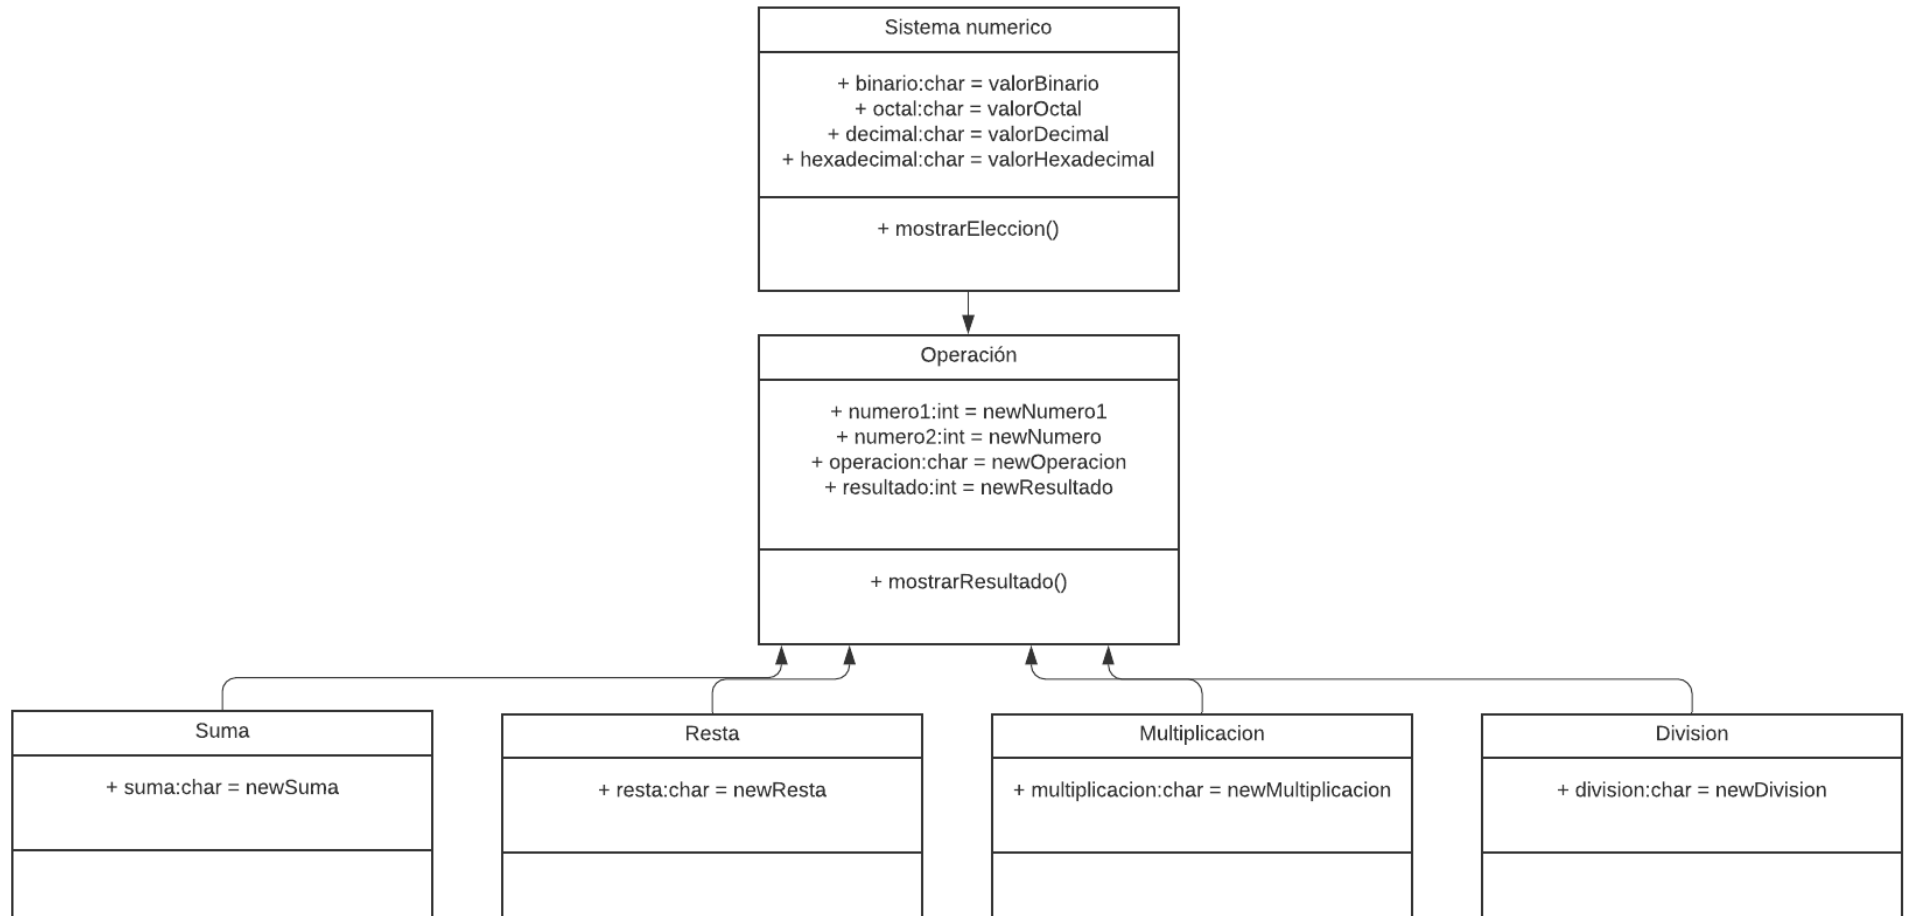 Sistema numerico
+ binario:char = valorBinario
+ octal:char = valorOctal
+ decimal:char = valorDecimal
+ hexadecimal:char = valorHexadecimal
+ mostrarEleccion()
Operación
+ numero1:int = newNumero1
+ numero2:int = newNumero
+ operacion:char = newOperacion
+ resultado:int = newResultado
+ mostrarResultado()
Suma
+ suma:char = newSuma
Resta
+ resta:char = newResta
Multiplicacion
+ multiplicacion:char = newMultiplicacion
Division
+ division:char = newDivision